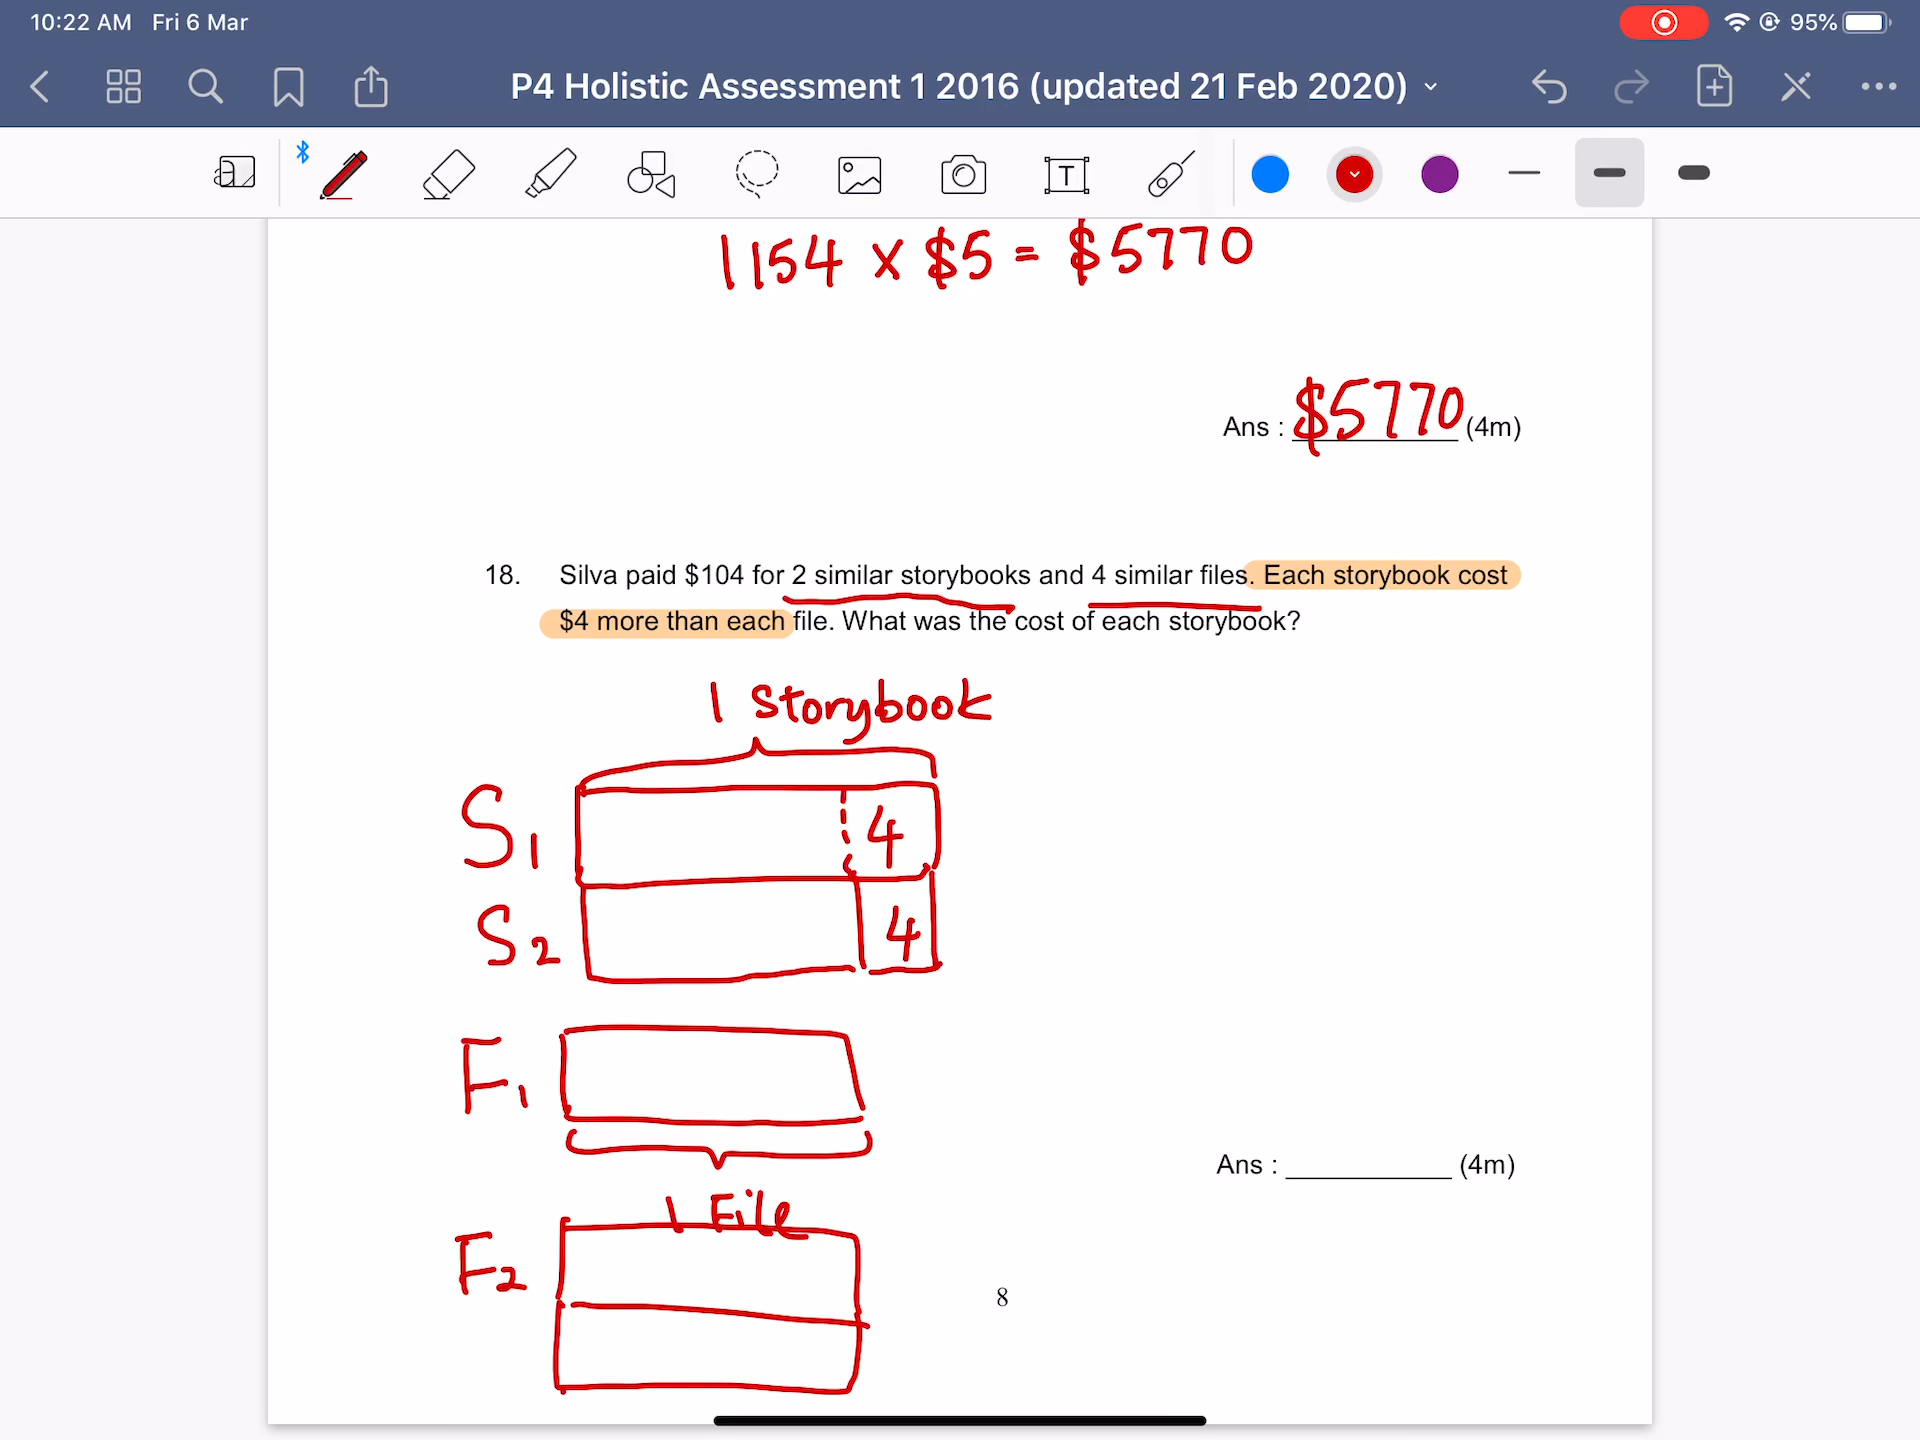 10:22 AM Fri 6 Mar 95%
P4 Holistic Assessment 1 2016 (updated 21 Feb 2020)
1154 x $5 = $5770
Ans : $5770 (4m)
18. Silva paid $104 for 2 similar storybooks and 4 similar files. Each storybook cost
$4 more than each file. What was the cost of each storybook?
1 Storybook
S1 4
S2 4
F1
1 File
Ans : __________ (4m)
F2
8